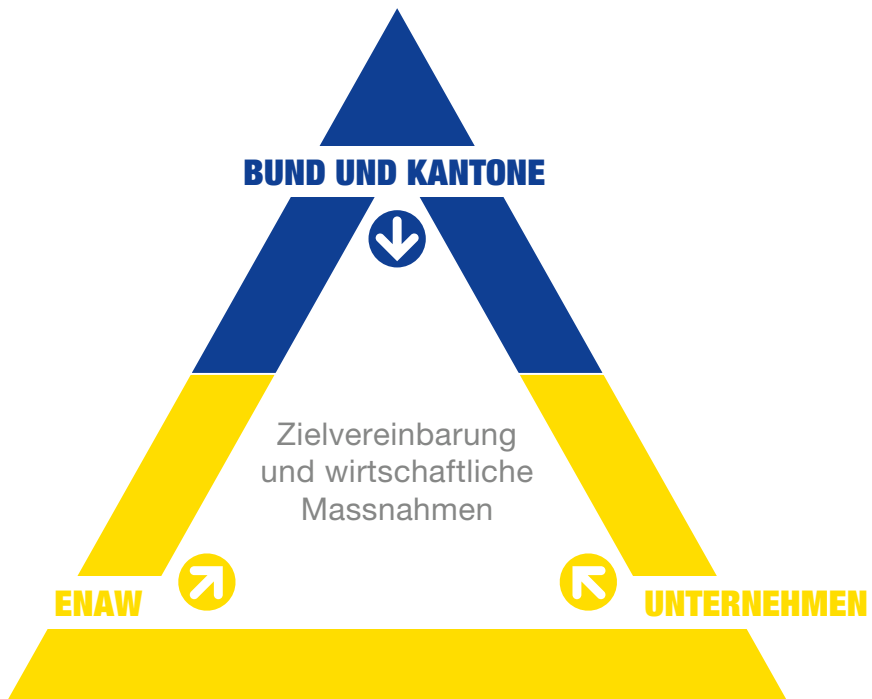 BUND UND KANTONE
Zielvereinbarung
und wirtschaftliche
Massnahmen
ENAW
UNTERNEHMEN